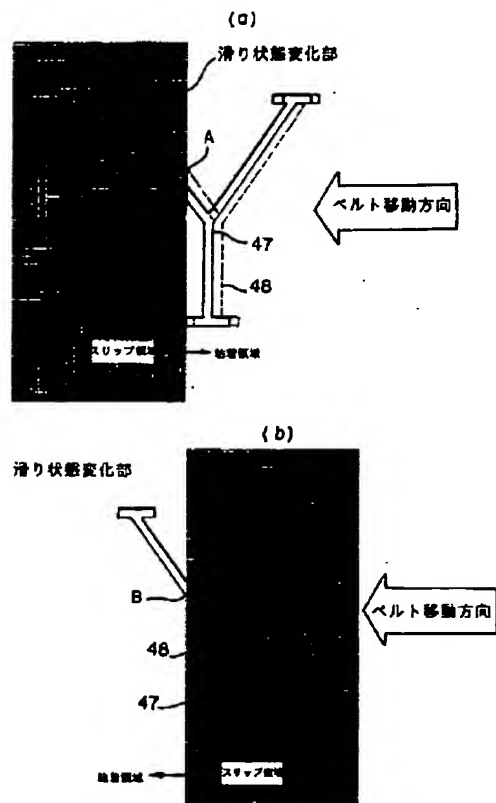 (a)
滑り状態変化部
A
ベルト移動方向
47
48
スリップ領域
粘着領域
(b)
滑り状態変化部
B
ベルト移動方向
48
47
粘着領域
スリップ領域